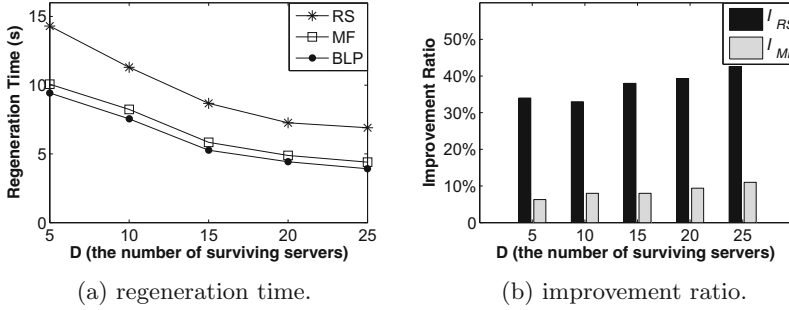 15
10
5
0
Regeneration Time (s)
RS
MF
BLP
5 10 15 20 25
D (the number of surviving servers)
(a) regeneration time.
50%
40%
30%
20%
10%
0
Improvement Ratio
I RS
I
5 10 15 20 25
D (the number of surviving servers)
(b) improvement ratio.